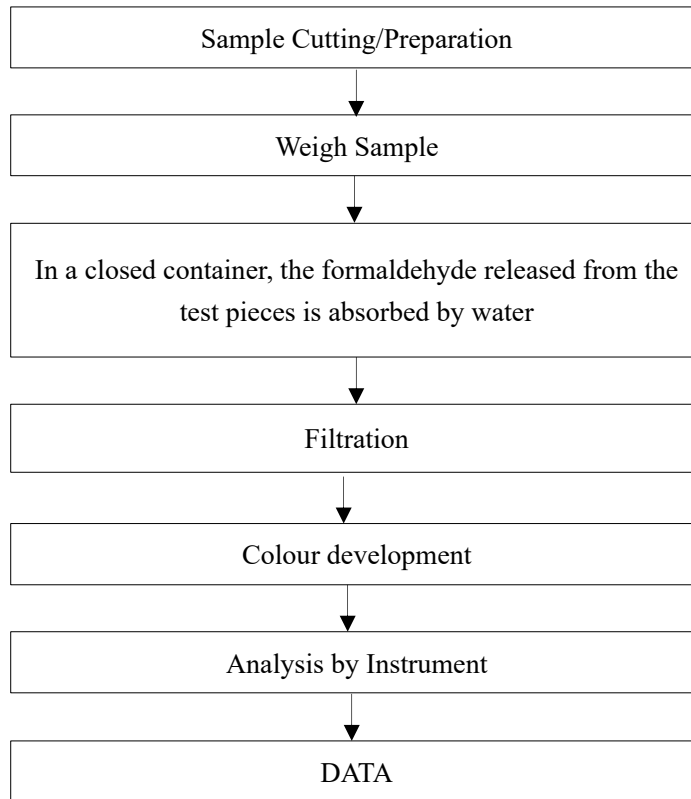 Sample Cutting/Preparation
Weigh Sample
In a closed container, the formaldehyde released from the
test pieces is absorbed by water
Filtration
Colour development
Analysis by Instrument
DATA